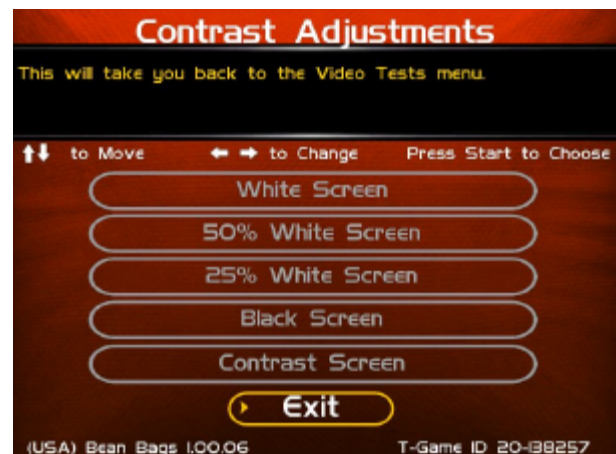 Contrast Adjustments
This will take you back to the Video Tests menu.
to Move to Change Press Start to Choose
White Screen
50% White Screen
25% White Screen
Black Screen
Contrast Screen
Exit
(USA) Bean Bags 1.00.06 T-Game ID 20-138257